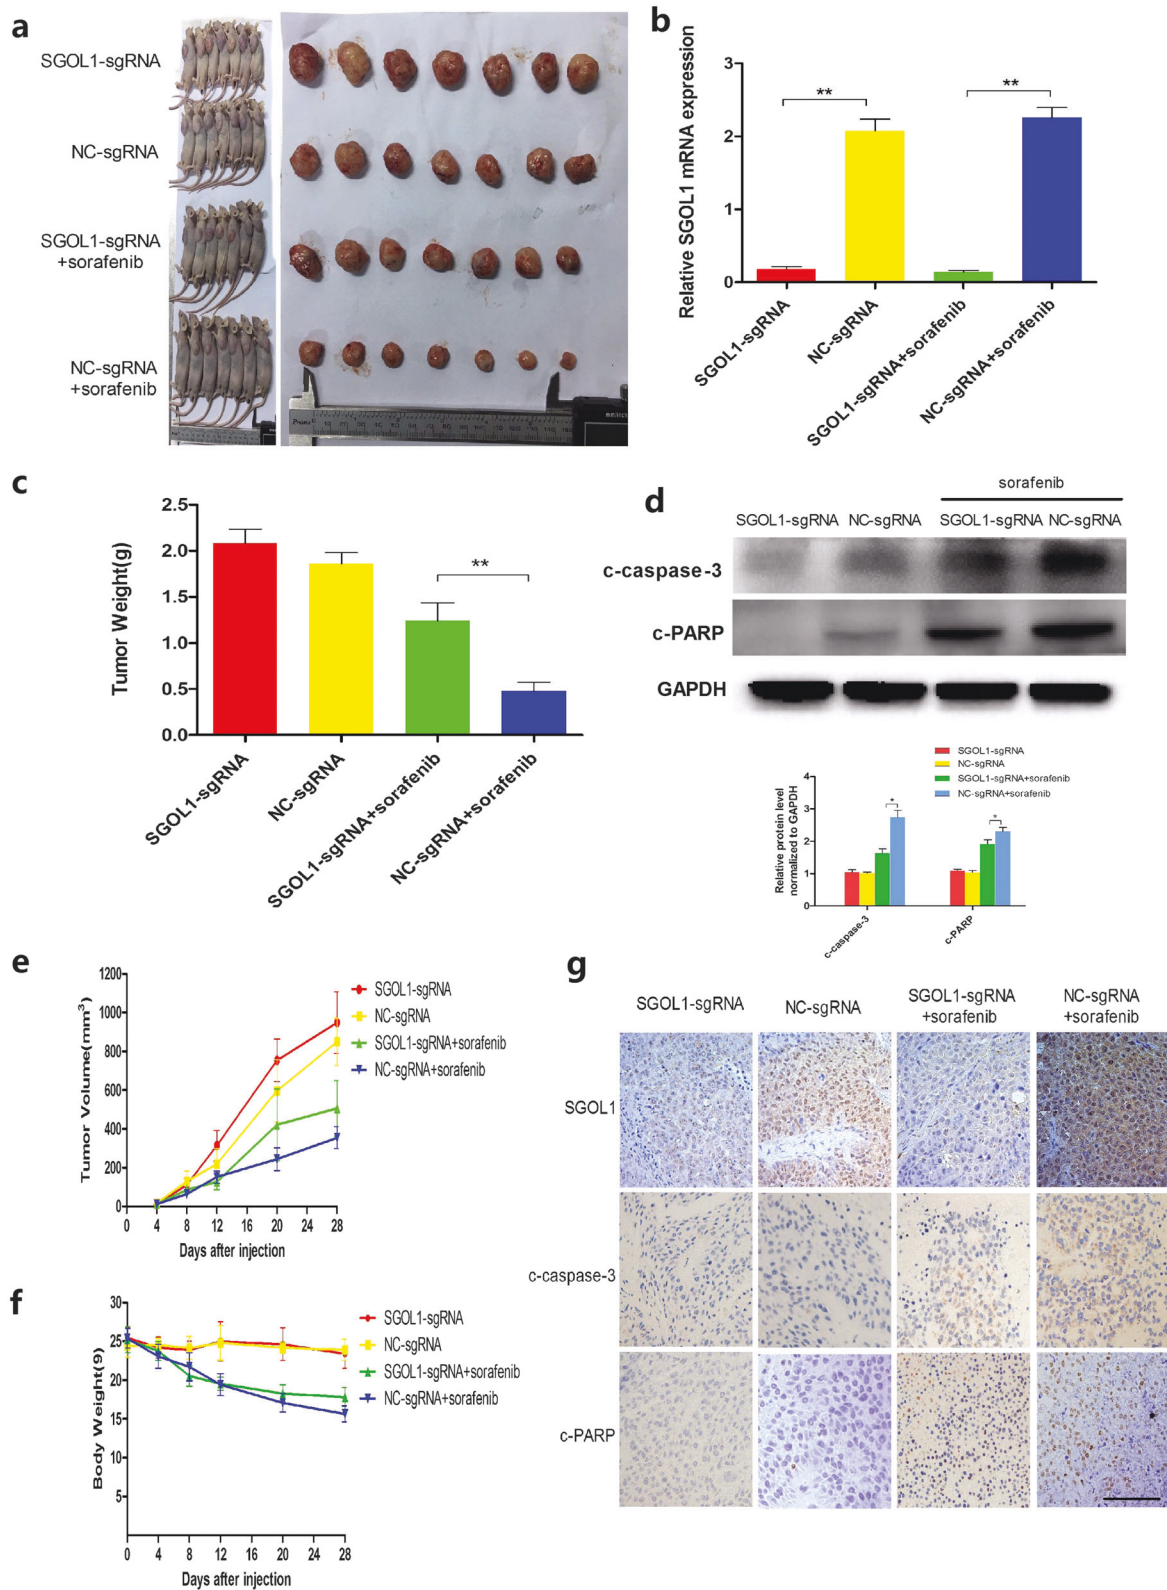 a
SGOL1-sgRNA
NC-sgRNA
SGOL1-sgRNA
+sorafenib
NC-sgRNA
+sorafenib
b
Relative SGOL1 mRNA expression
3
2
1
0
**
**
SGOL1-sgRNA
NC-sgRNA
SGOL1-sgRNA+sorafenib
NC-sgRNA+sorafenib
c
Tumor Weight(g)
2.5
2.0
1.5
1.0
0.5
0.0
**
SGOL1-sgRNA
NC-sgRNA
SGOL1-sgRNA+sorafenib
NC-sgRNA+sorafenib
d
sorafenib
SGOL1-sgRNA NC-sgRNA SGOL1-sgRNA NC-sgRNA
c-caspase-3
c-PARP
GAPDH
SGOL1-sgRNA
NC-sgRNA
SGOL1-sgRNA+sorafenib
NC-sgRNA+sorafenib
Relative protein level
normalized to GAPDH
4
3
2
1
0
*
*
c-caspase-3
c-PARP
e
Tumor Volume(mm³)
1200
1000
800
600
400
200
0
0 4 8 12 16 20 24 28
Days after injection
SGOL1-sgRNA
NC-sgRNA
SGOL1-sgRNA+sorafenib
NC-sgRNA+sorafenib
f
Body Weight(9)
30
25
20
15
10
5
0 4 8 12 16 20 24 28
Days after injection
SGOL1-sgRNA
NC-sgRNA
SGOL1-sgRNA+sorafenib
NC-sgRNA+sorafenib
g
SGOL1-sgRNA NC-sgRNA SGOL1-sgRNA
+sorafenib
NC-sgRNA
+sorafenib
SGOL1
c-caspase-3
c-PARP